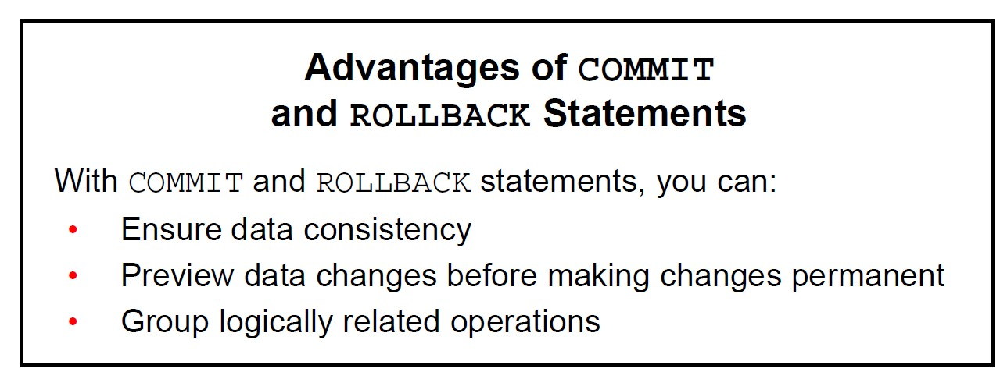 Advantages of COMMIT
and ROLLBACK Statements
With COMMIT and ROLLBACK statements, you can:
• Ensure data consistency
• Preview data changes before making changes permanent
• Group logically related operations